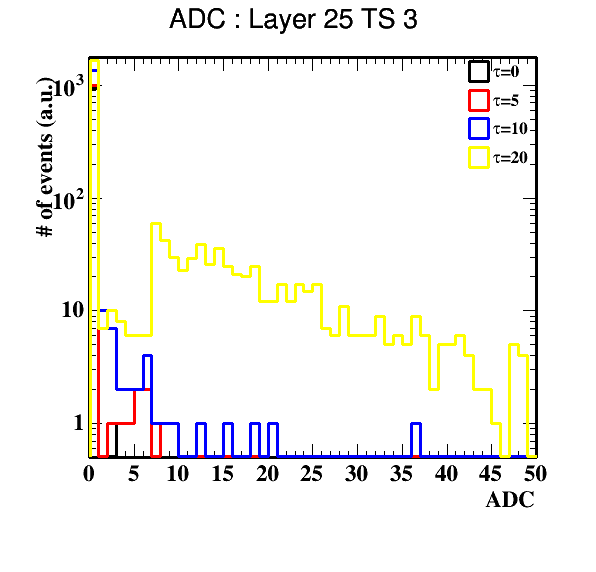 ADC : Layer 25 TS 3
# of events (a.u.)
10³
10²
10
1
τ=0
τ=5
τ=10
τ=20
0 5 10 15 20 25 30 35 40 45 50
ADC